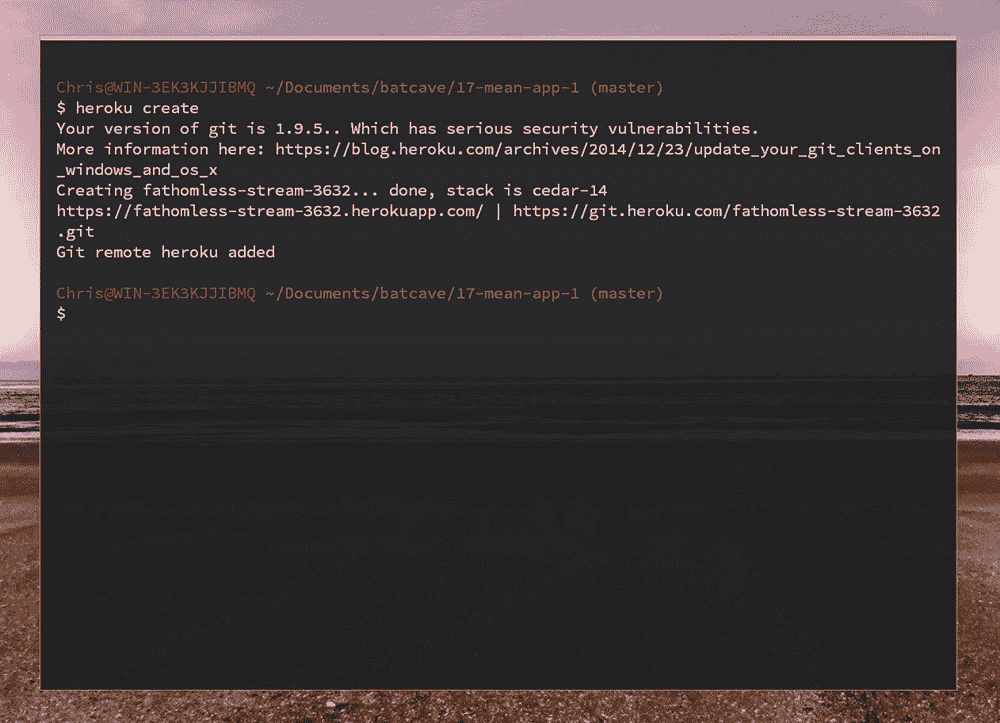 Chris@WIN-3EK3KJJIBMQ ~/Documents/batcave/17-mean-app-1 (master)
$ heroku create
Your version of git is 1.9.5.. Which has serious security vulnerabilities.
More information here: https://blog.heroku.com/archives/2014/12/23/update_your_git_clients_on
_windows_and_os_x
Creating fathomless-stream-3632... done, stack is cedar-14
https://fathomless-stream-3632.herokuapp.com/ | https://git.heroku.com/fathomless-stream-3632
.git
Git remote heroku added
Chris@WIN-3EK3KJJIBMQ ~/Documents/batcave/17-mean-app-1 (master)
$